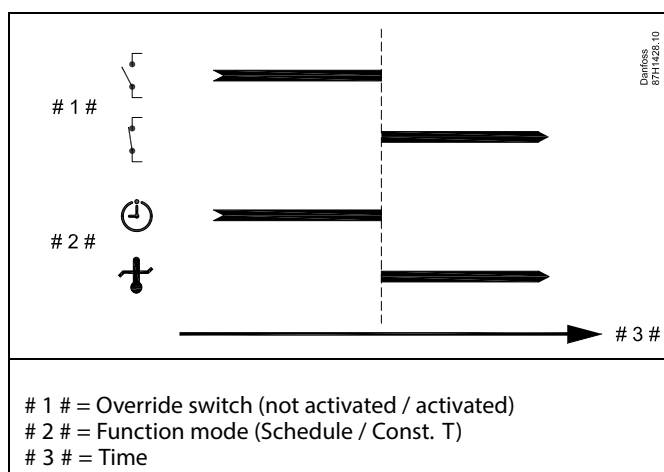 Danfoss
87H1428.10
# 1 #
# 2 #
# 3 #
# 1 # = Override switch (not activated / activated)
# 2 # = Function mode (Schedule / Const. T)
# 3 # = Time